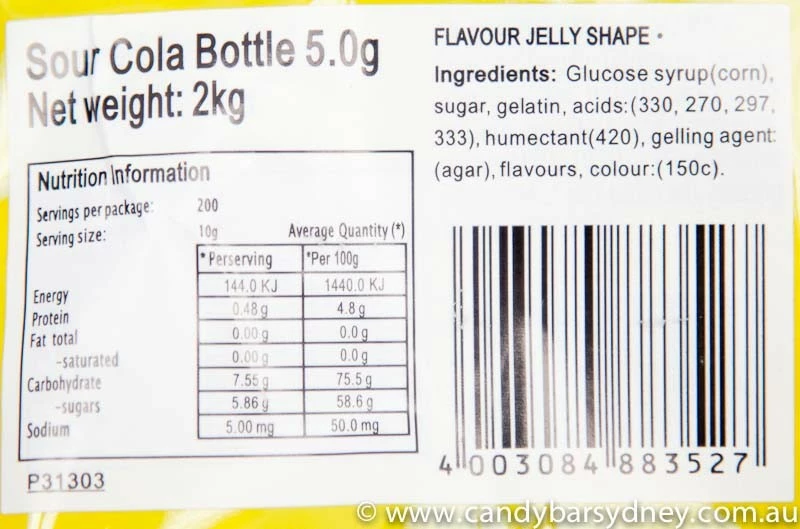 Sour Cola Bottle 5.0g
Net weight: 2kg
Nutrition Information
Servings per package: 200
Serving size: 10g Average Quantity (*)
* Perserving *Per 100g
Energy 144.0 KJ 1440.0 KJ
Protein 0.48 g 4.8 g
Fat total 0.00 g 0.0 g
-saturated 0.00 g 0.0 g
Carbohydrate 7.55 g 75.5 g
-sugars 5.86 g 58.6 g
Sodium 5.00 mg 50.0 mg
P31303
FLAVOUR JELLY SHAPE •
Ingredients: Glucose syrup(corn),
sugar, gelatin, acids:(330, 270, 297,
333), humectant(420), gelling agent:
(agar), flavours, colour:(150c).
4 003084 883527
© www.candybarsydney.com.au